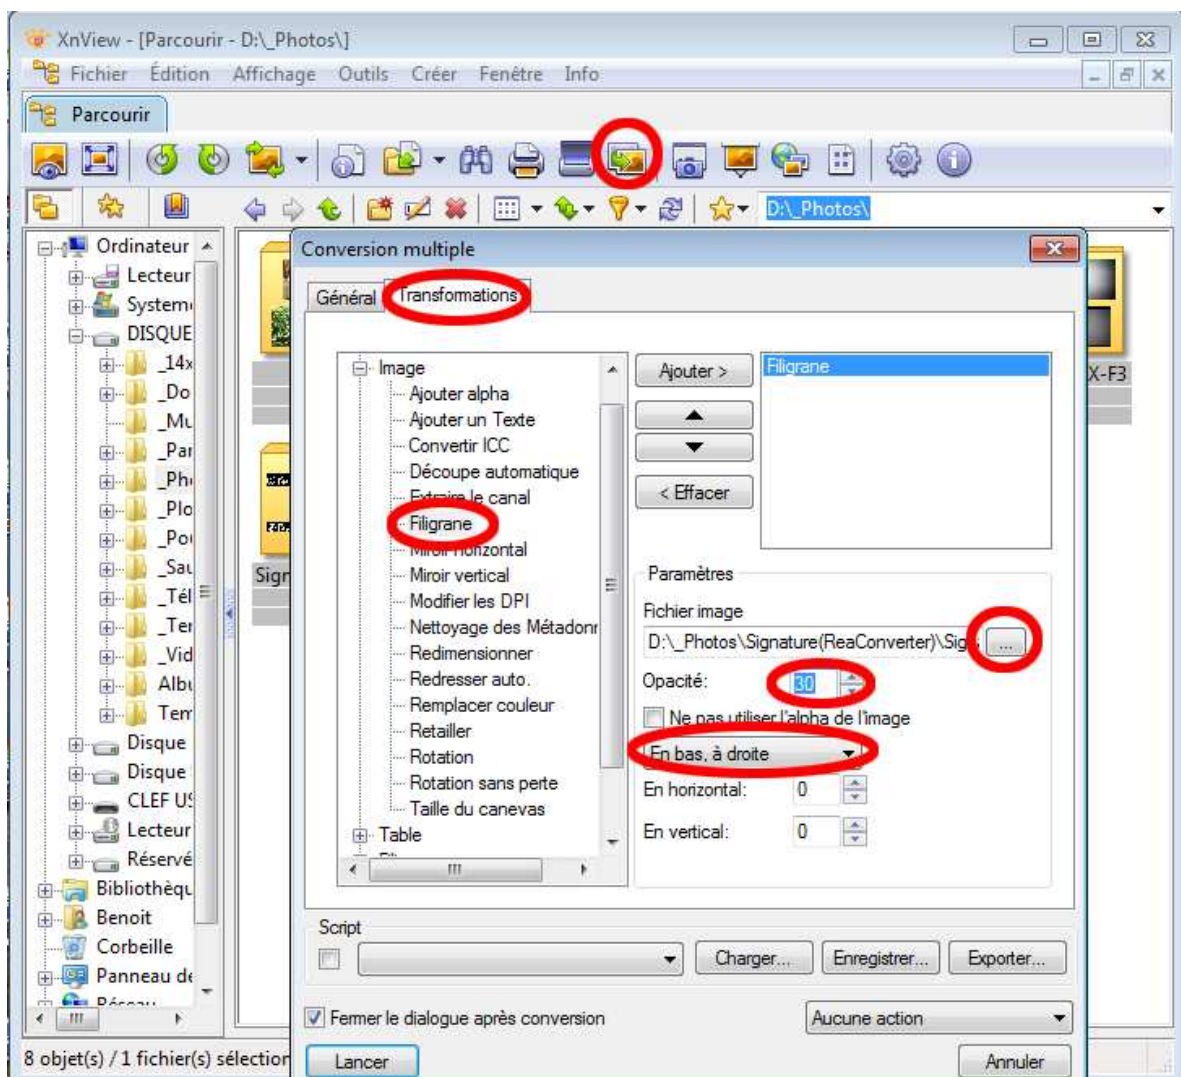 XnView - [Parcourir - D:\_Photos\]
Fichier Édition Affichage Outils Créer Fenêtre Info
Parcourir
D:\_Photos\
Ordinateur
Lecteur
System
DISQUE
_14x
_Do
_Mu
_Par
_Ph
_Plo
_Po
_Sau
_Tél
_Ter
_Vid
Albu
Tem
Disque
Disque
CLEF US
Lecteur
Réservé
Bibliothèqu
Benoit
Corbeille
Panneau de
Réseau
8 objet(s) / 1 fichier(s) sélection
Sign
X-F3
Conversion multiple
Général Transformations
Image
Ajouter alpha
Ajouter un Texte
Convertir ICC
Découpe automatique
Extraire le canal
Filigrane
Miroir horizontal
Miroir vertical
Modifier les DPI
Nettoyage des Métadonn
Redimensionner
Redresser auto.
Remplacer couleur
Retailler
Rotation
Rotation sans perte
Taille du canevas
Table
Ajouter >
< Effacer
Filigrane
Paramètres
Fichier image
D:\_Photos\Signature(ReaConverter)\Sig
...
Opacité: 30
Ne pas utiliser l'alpha de l'image
En bas, à droite
En horizontal: 0
En vertical: 0
Script
Charger... Enregistrer... Exporter...
Fermer le dialogue après conversion
Aucune action
Lancer
Annuler